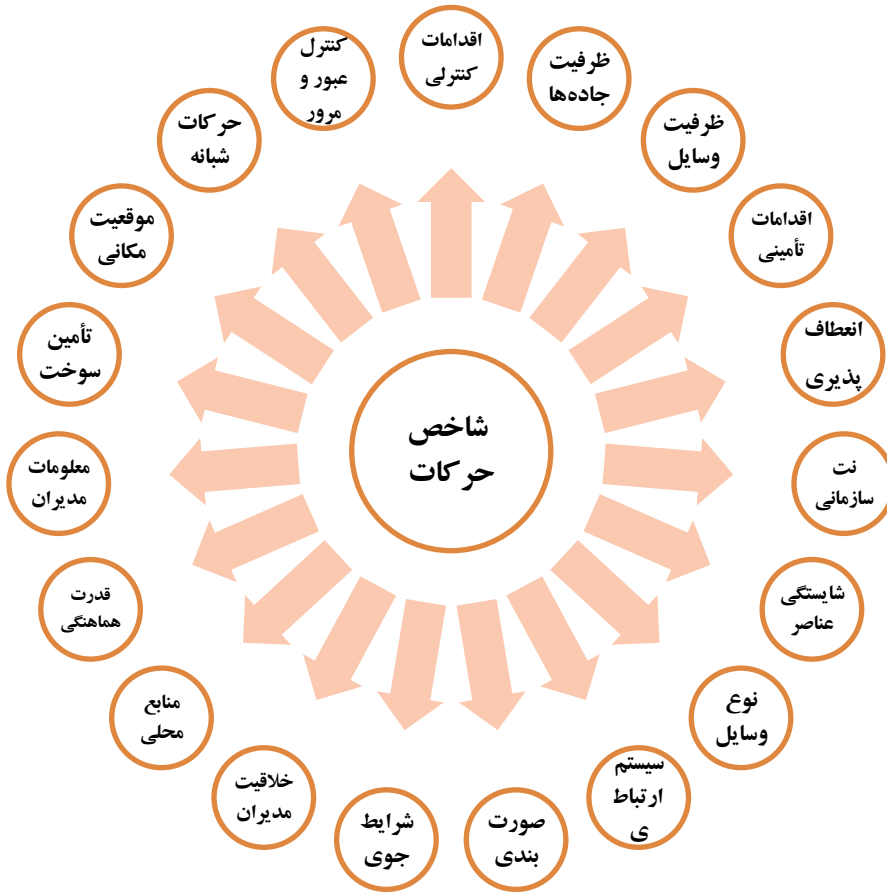 شاخص
حرکات
اقدامات
کنترلی
ظرفیت
جاده‌ها
ظرفیت
وسایل
اقدامات
تأمینی
انعطاف
پذیری
نت
سازمانی
شایستگی
عناصر
نوع
وسایل
سیستم
ارتباط
ی
صورت
بندی
شرایط
جوی
خلاقیت
مدیران
منابع
محلی
قدرت
هماهنگی
معلومات
مدیران
تأمین
سوخت
موقعیت
مکانی
حرکات
شبانه
کنترل
عبور و
مرور